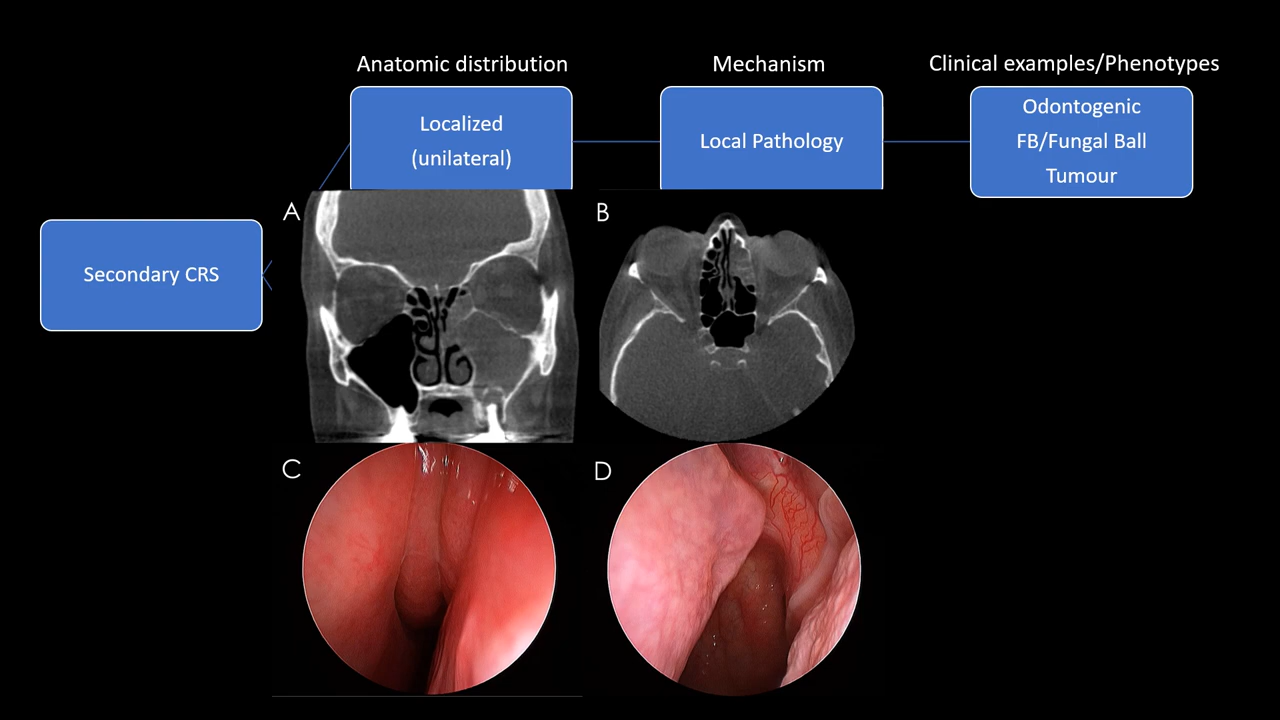 Anatomic distribution
Mechanism
Clinical examples/Phenotypes
Localized
(unilateral)
Local Pathology
Odontogenic
FB/Fungal Ball
Tumour
Secondary CRS
A
B
C
D